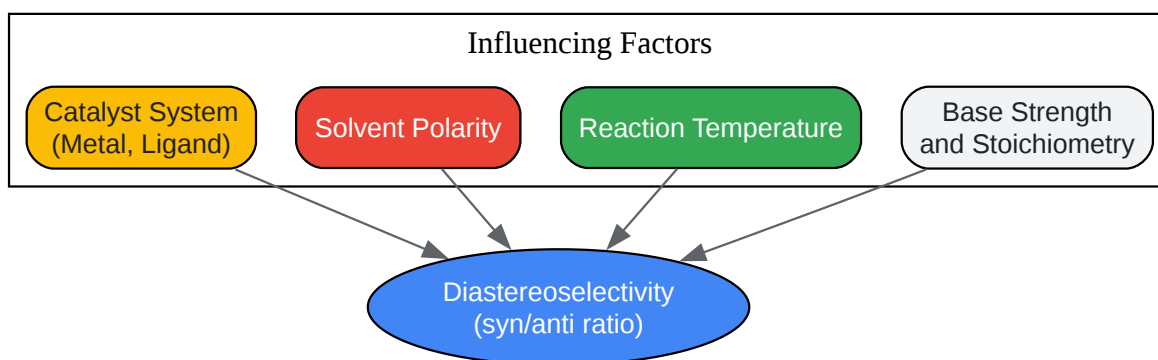 Influencing Factors
Catalyst System
(Metal, Ligand)
Solvent Polarity
Reaction Temperature
Base Strength
and Stoichiometry
Diastereoselectivity
(syn/anti ratio)